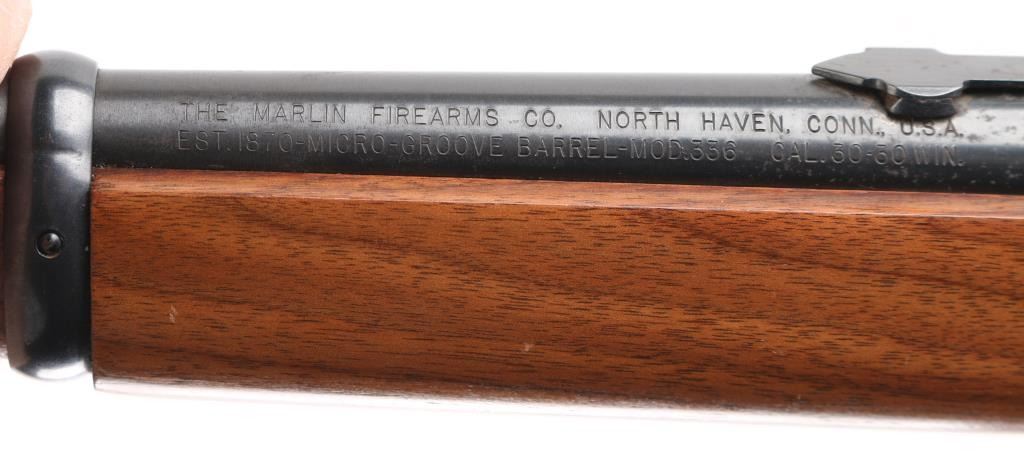 THE MARLIN FIREARMS CO. NORTH HAVEN, CONN., U.S.A.
EST. 1870-MICRO-GROOVE BARREL-MOD. 336 CAL. 30-30 WIN.